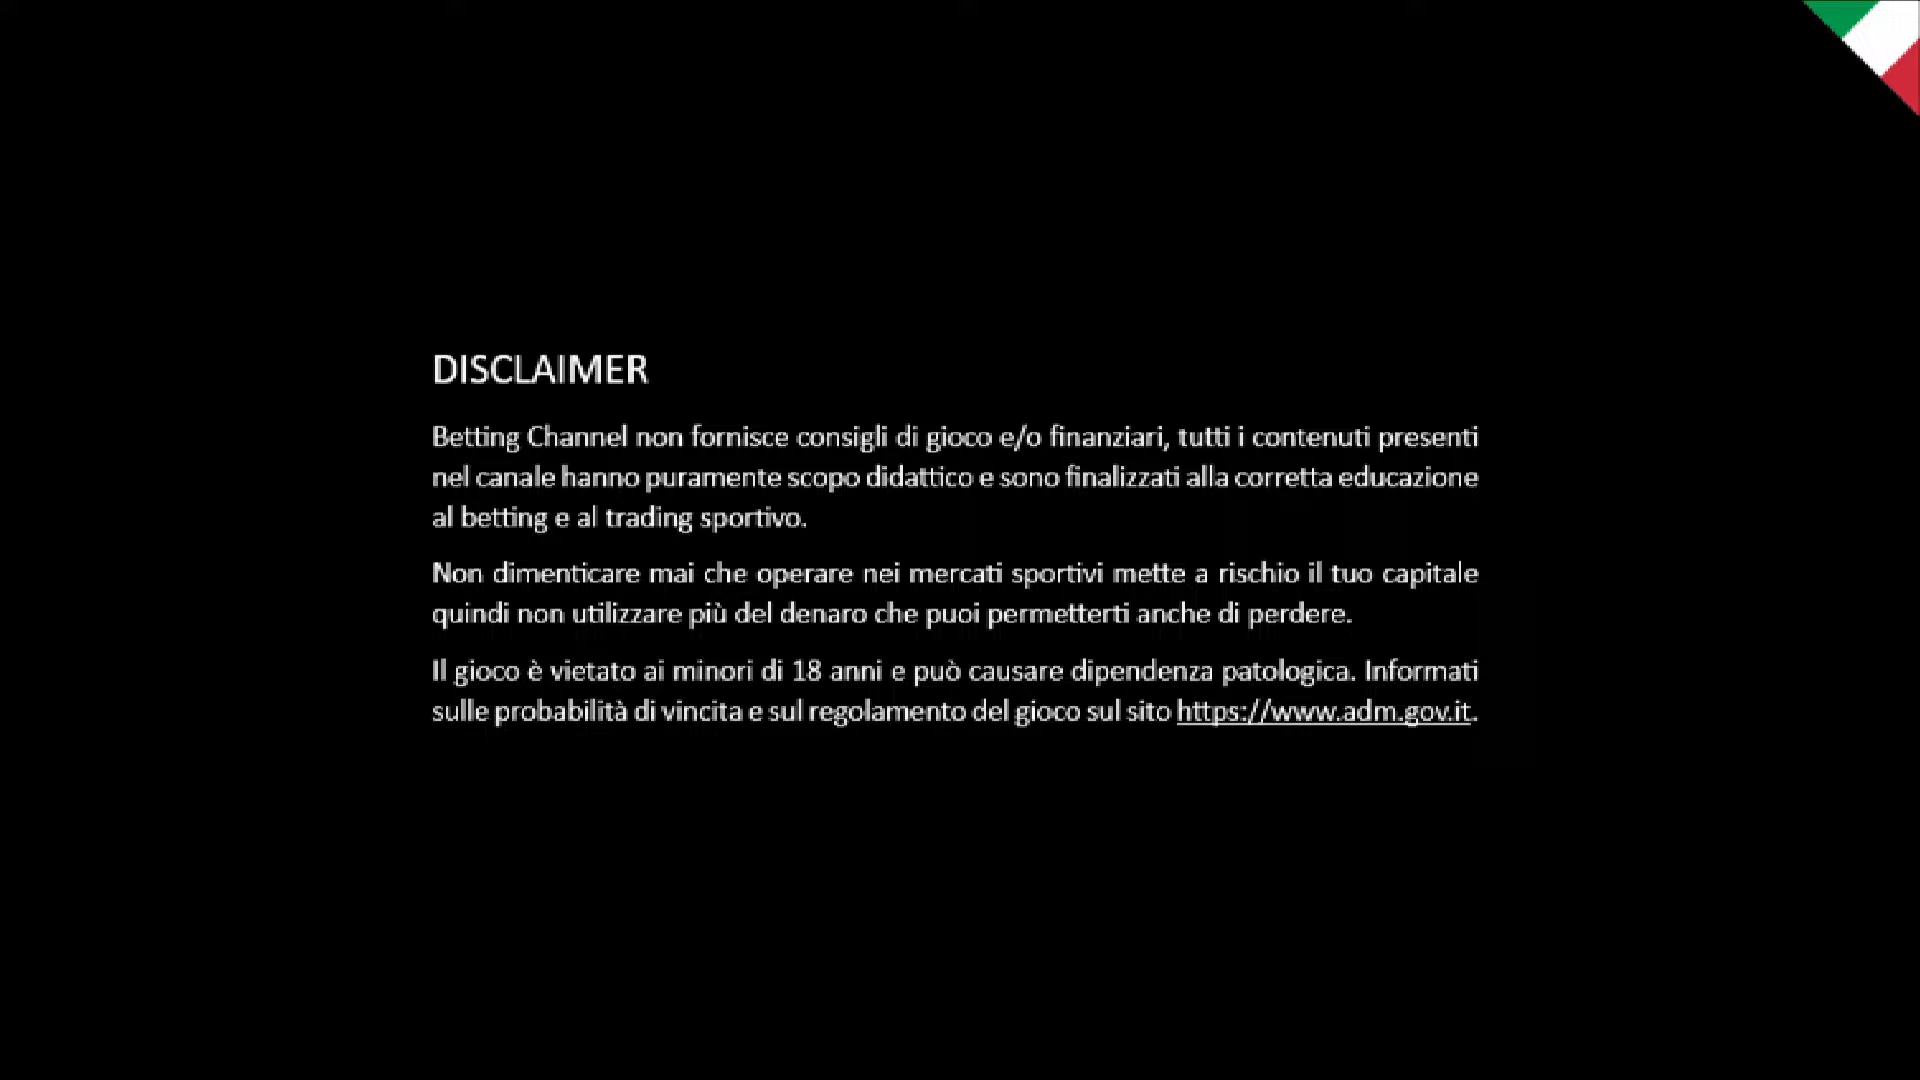 DISCLAIMER
Betting Channel non fornisce consigli di gioco e/o finanziari, tutti i contenuti presenti
nel canale hanno puramente scopo didattico e sono finalizzati alla corretta educazione
al betting e al trading sportivo.
Non dimenticare mai che operare nei mercati sportivi mette a rischio il tuo capitale
quindi non utilizzare più del denaro che puoi permetterti anche di perdere.
Il gioco è vietato ai minori di 18 anni e può causare dipendenza patologica. Informati
sulle probabilità di vincita e sul regolamento del gioco sul sito https://www.adm.gov.it.